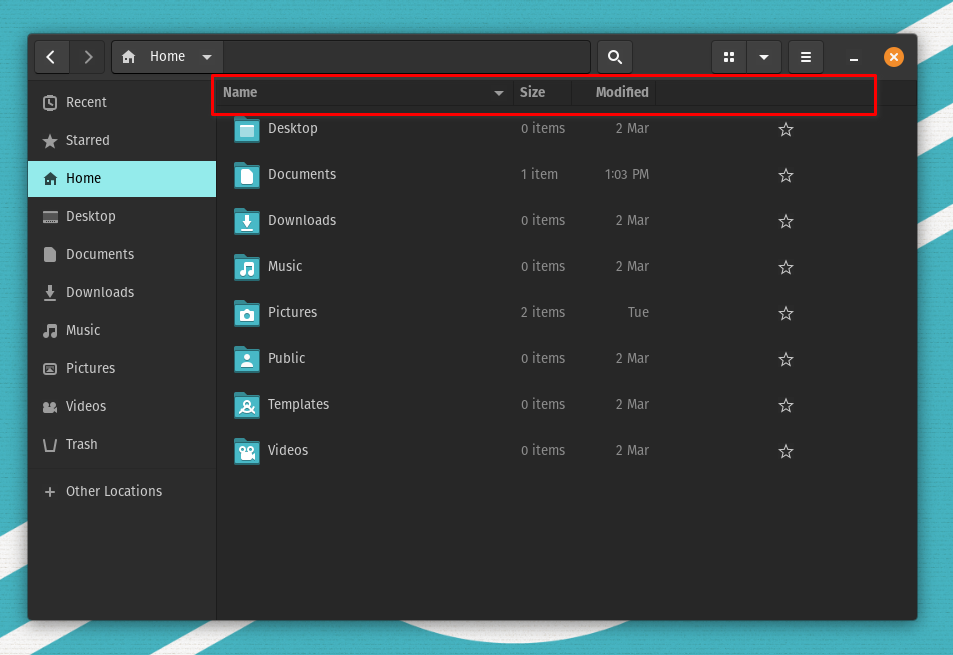 Home
Recent
Starred
Home
Desktop
Documents
Downloads
Music
Pictures
Videos
Trash
Other Locations
Name Size Modified
Desktop 0 items 2 Mar
Documents 1 item 1:03 PM
Downloads 0 items 2 Mar
Music 0 items 2 Mar
Pictures 2 items Tue
Public 0 items 2 Mar
Templates 0 items 2 Mar
Videos 0 items 2 Mar